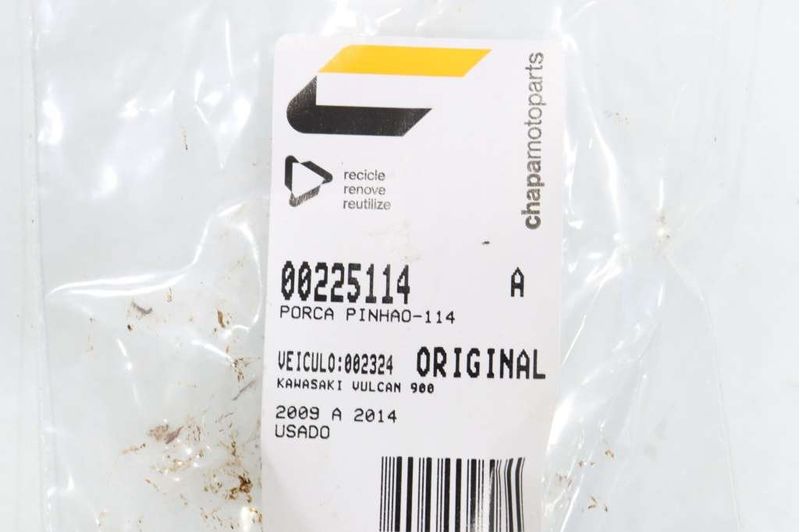 chapamotoparts
recicle
renove
reutilize
00225114 A
PORCA PINHAO-114
VEICULO:002324 ORIGINAL
KAWASAKI VULCAN 900
2009 A 2014
USADO